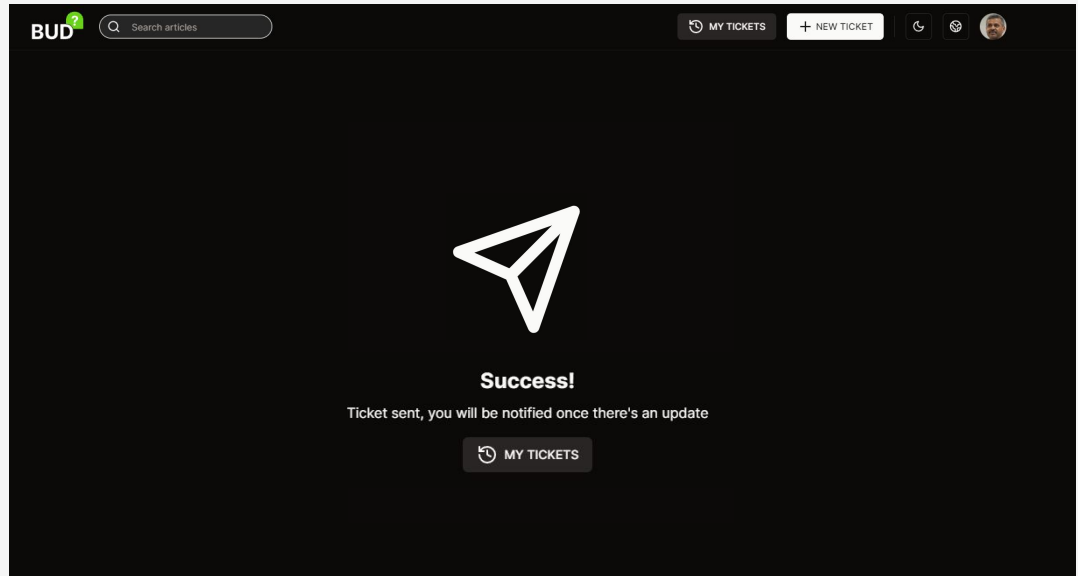 BUD?
Search articles
MY TICKETS
NEW TICKET
Success!
Ticket sent, you will be notified once there's an update
MY TICKETS